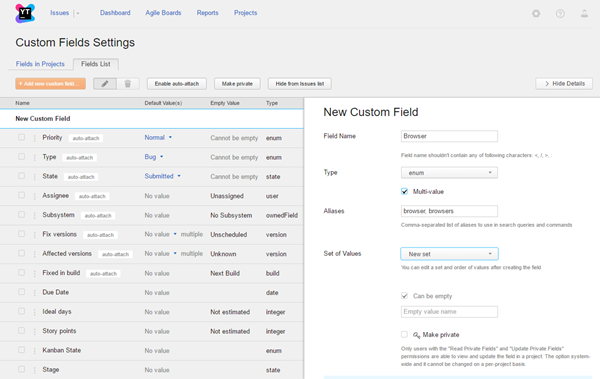 YT
Issues
Dashboard
Agile Boards
Reports
Projects
Custom Fields Settings
Fields in Projects
Fields List
+ Add new custom field...
Enable auto-attach
Make private
Hide from Issues list
> Hide Details
Name Default Value(s) Empty Value Type
New Custom Field
Priority auto-attach Normal Cannot be empty enum
Type auto-attach Bug Cannot be empty enum
State auto-attach Submitted Cannot be empty state
Assignee auto-attach No value Unassigned user
Subsystem auto-attach No value No Subsystem ownedField
Fix versions auto-attach No value multiple Unscheduled version
Affected versions auto-attach No value multiple Unknown version
Fixed in build auto-attach No value Next Build build
Due Date No value date
Ideal days No value Not estimated integer
Story points No value Not estimated integer
Kanban State enum
Stage No value state
New Custom Field
Field Name Browser
Field name shouldn't contain any of following characters: <, /, >,
Type enum
Multi-value
Aliases browser, browsers
Comma-separated list of aliases to use in search queries and commands
Set of Values New set
You can edit a set and order of values after creating the field
Can be empty
Empty value name
Make private
Only users with the "Read Private Fields" and "Update Private Fields"
permissions are able to view and update the field in a project. The option system-
wide and it cannot be changed on a per-project basis.